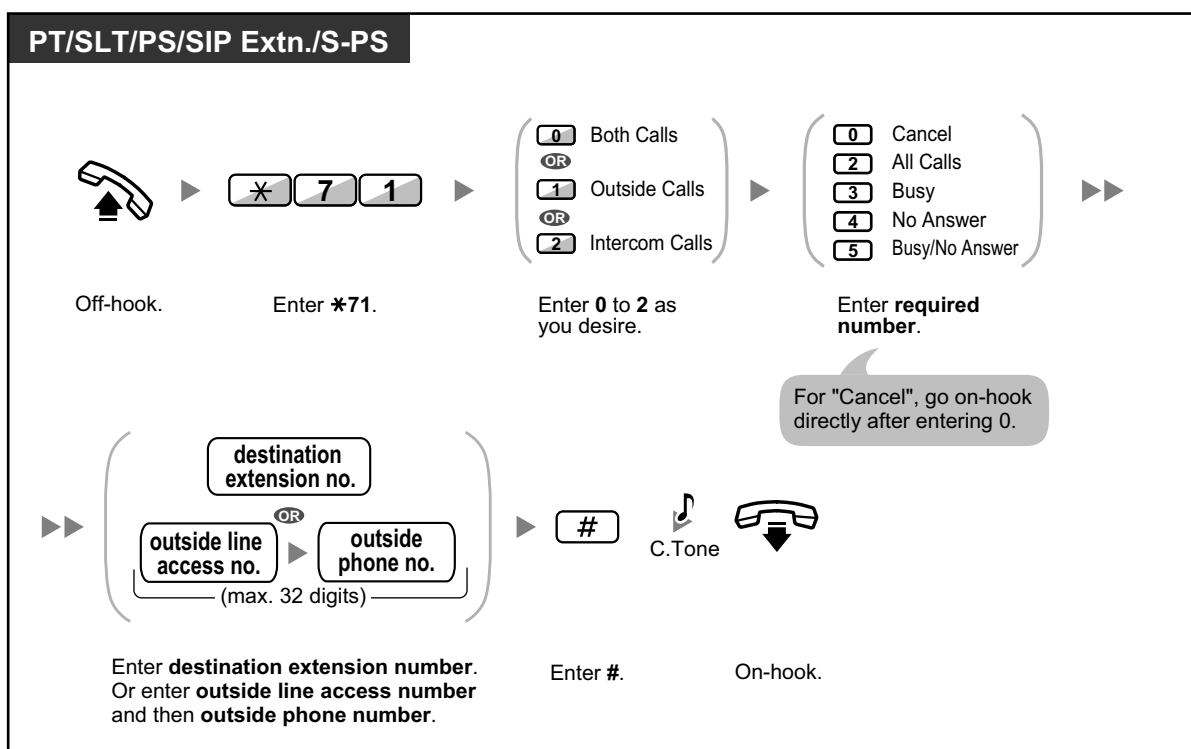 PT/SLT/PS/SIP Extn./S-PS
0 Both Calls
OR
1 Outside Calls
OR
2 Intercom Calls
0 Cancel
2 All Calls
3 Busy
4 No Answer
5 Busy/No Answer
* 7 1
Off-hook.
Enter *71.
Enter 0 to 2 as
you desire.
Enter required
number.
For "Cancel", go on-hook
directly after entering 0.
destination
extension no.
OR
outside line
access no.
outside
phone no.
(max. 32 digits)
#
C.Tone
Enter destination extension number.
Or enter outside line access number
and then outside phone number.
Enter #.
On-hook.